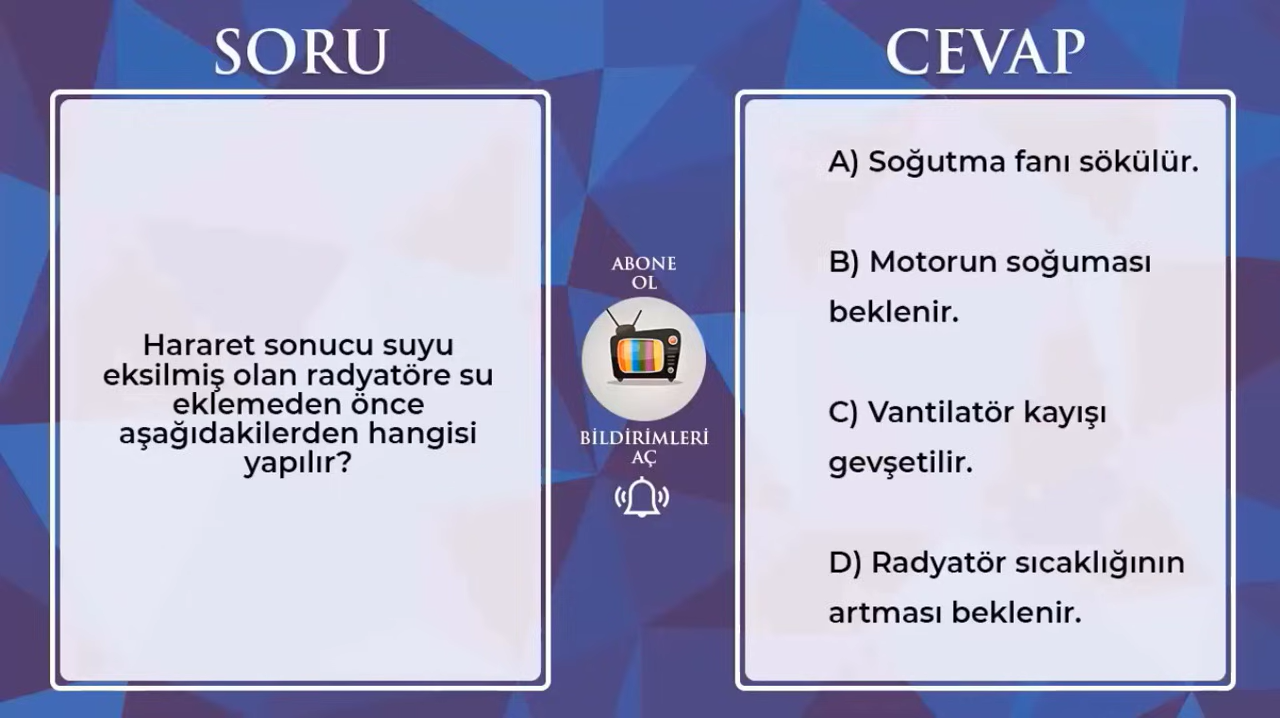 SORU
Hararet sonucu suyu
eksilmiş olan radyatöre su
eklemeden önce
aşağıdakilerden hangisi
yapılır?
ABONE
OL
BİLDİRİMLERİ
AÇ
CEVAP
A) Soğutma fanı sökülür.
B) Motorun soğuması
beklenir.
C) Vantilatör kayışı
gevşetilir.
D) Radyatör sıcaklığının
artması beklenir.